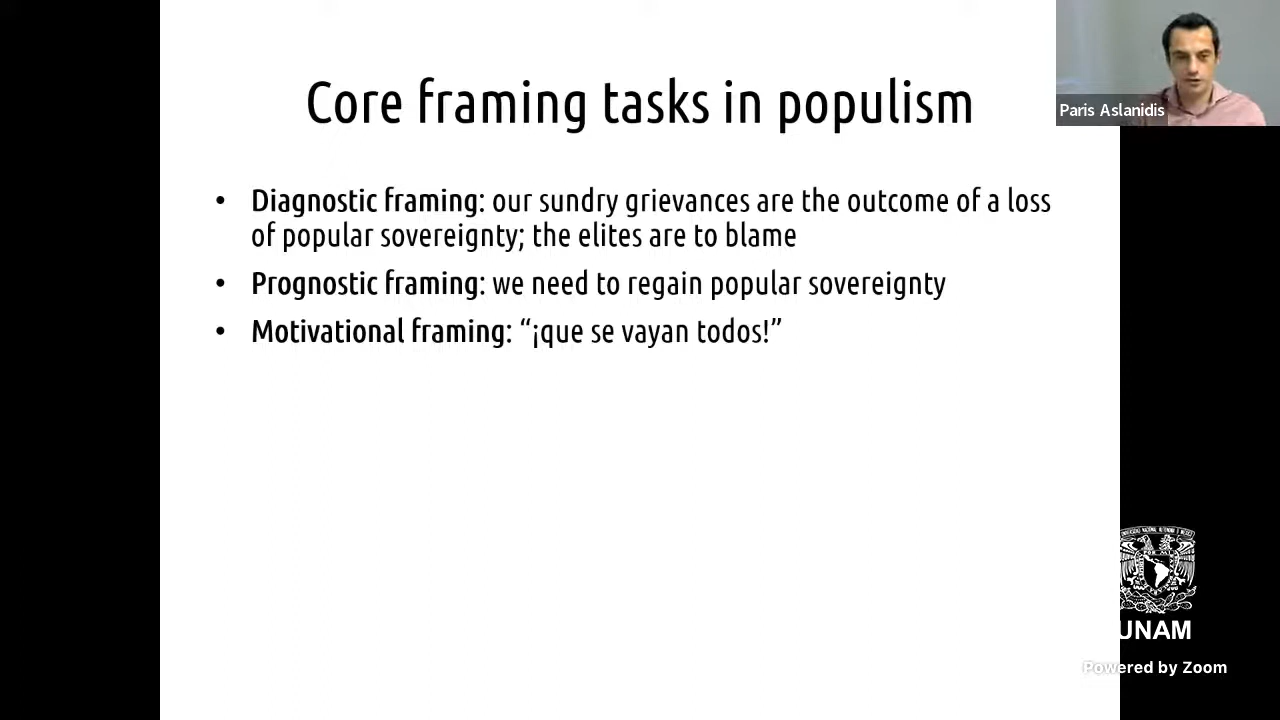 Core framing tasks in populism
Paris Aslanidis
• Diagnostic framing: our sundry grievances are the outcome of a loss
of popular sovereignty; the elites are to blame
• Prognostic framing: we need to regain popular sovereignty
• Motivational framing: “¡que se vayan todos!”
UNAM
Powered by Zoom